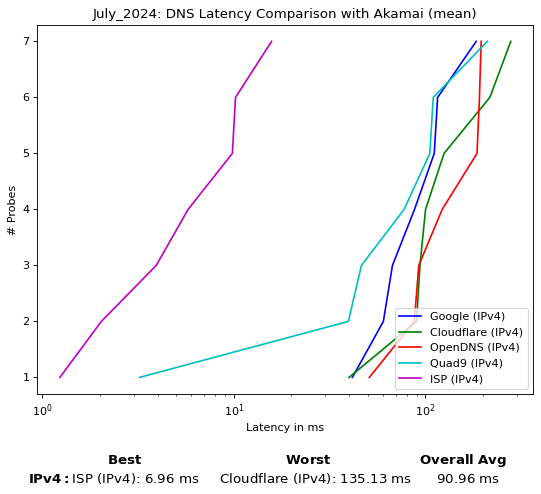 July_2024: DNS Latency Comparison with Akamai (mean)
7
6
5
4
3
2
1
# Probes
Google (IPv4)
Cloudflare (IPv4)
OpenDNS (IPv4)
Quad9 (IPv4)
ISP (IPv4)
10⁰ 10¹ 10²
Latency in ms
Best Worst Overall Avg
IPv4: ISP (IPv4): 6.96 ms Cloudflare (IPv4): 135.13 ms 90.96 ms